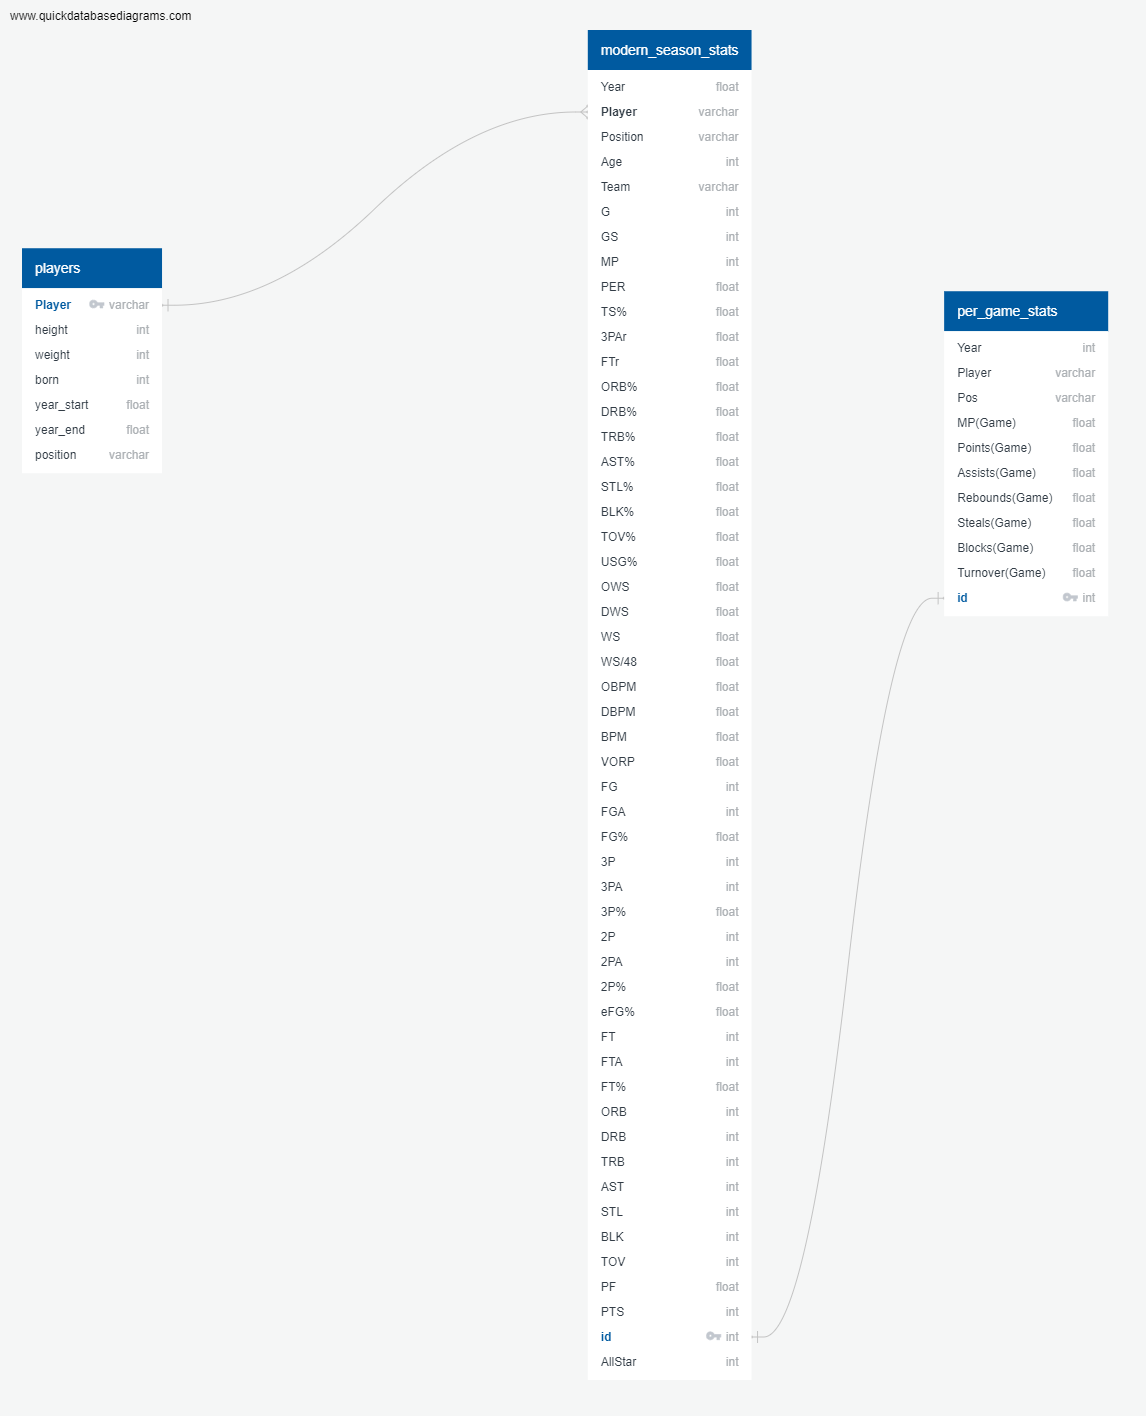 www.quickdatabasediagrams.com
modern_season_stats
Year float
Player varchar
Position varchar
Age int
Team varchar
G int
GS int
MP int
PER float
TS% float
3PAr float
FTr float
ORB% float
DRB% float
TRB% float
AST% float
STL% float
BLK% float
TOV% float
USG% float
OWS float
DWS float
WS float
WS/48 float
OBPM float
DBPM float
BPM float
VORP float
FG int
FGA int
FG% float
3P int
3PA int
3P% float
2P int
2PA int
2P% float
eFG% float
FT int
FTA int
FT% float
ORB int
DRB int
TRB int
AST int
STL int
BLK int
TOV int
PF float
PTS int
id int
AllStar int
players
Player varchar
height int
weight int
born int
year_start float
year_end float
position varchar
per_game_stats
Year int
Player varchar
Pos varchar
MP(Game) float
Points(Game) float
Assists(Game) float
Rebounds(Game) float
Steals(Game) float
Blocks(Game) float
Turnover(Game) float
id int